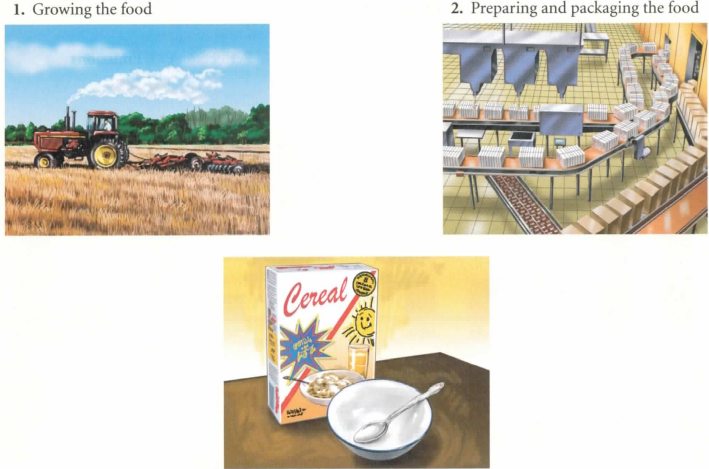 1. Growing the food
2. Preparing and packaging the food
Cereal